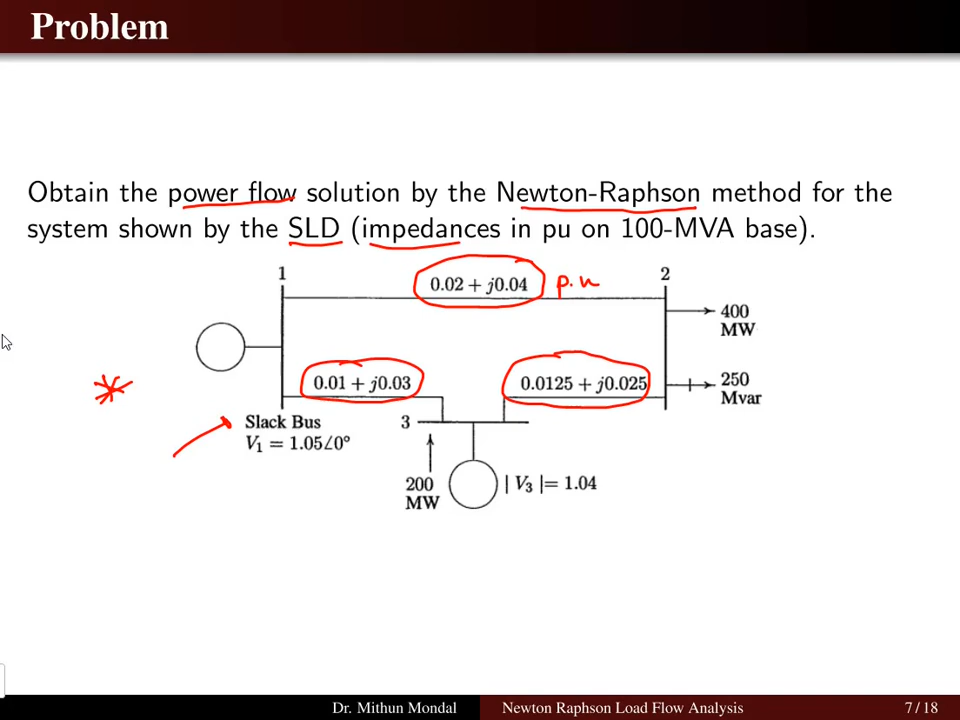 Problem
Obtain the power flow solution by the Newton-Raphson method for the
system shown by the SLD (impedances in pu on 100-MVA base).
1
0.02 + j0.04
p.u
2
400
MW
0.01 + j0.03
0.0125 + j0.025
250
Mvar
Slack Bus
V₁ = 1.05∠0°
3
200
MW
| V₃ |= 1.04
Dr. Mithun Mondal
Newton Raphson Load Flow Analysis
7 / 18